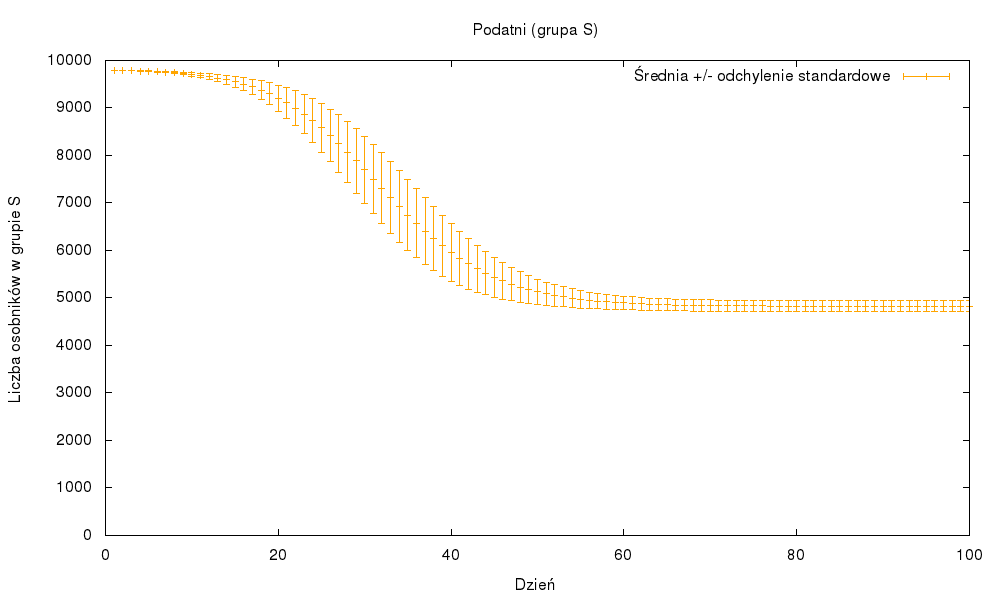 Podatni (grupa S)
Średnia +/- odchylenie standardowe
Liczba osobników w grupie S
10000
9000
8000
7000
6000
5000
4000
3000
2000
1000
0
0 20 40 60 80 100
Dzień